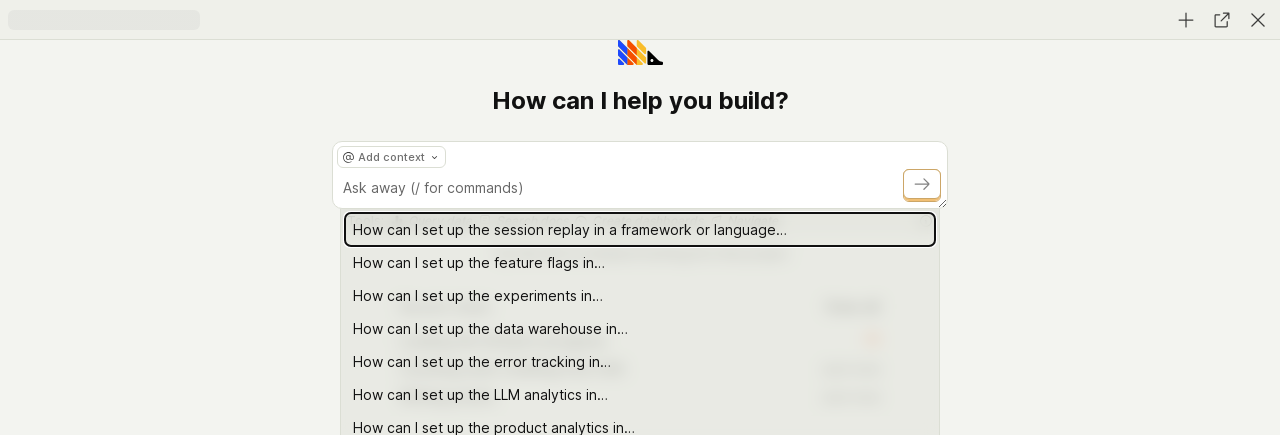 How can I help you build?
@ Add context
Ask away (/ for commands)
How can I set up the session replay in a framework or language…
How can I set up the feature flags in…
How can I set up the experiments in…
How can I set up the data warehouse in…
How can I set up the error tracking in…
How can I set up the LLM analytics in…
How can I set up the product analytics in…